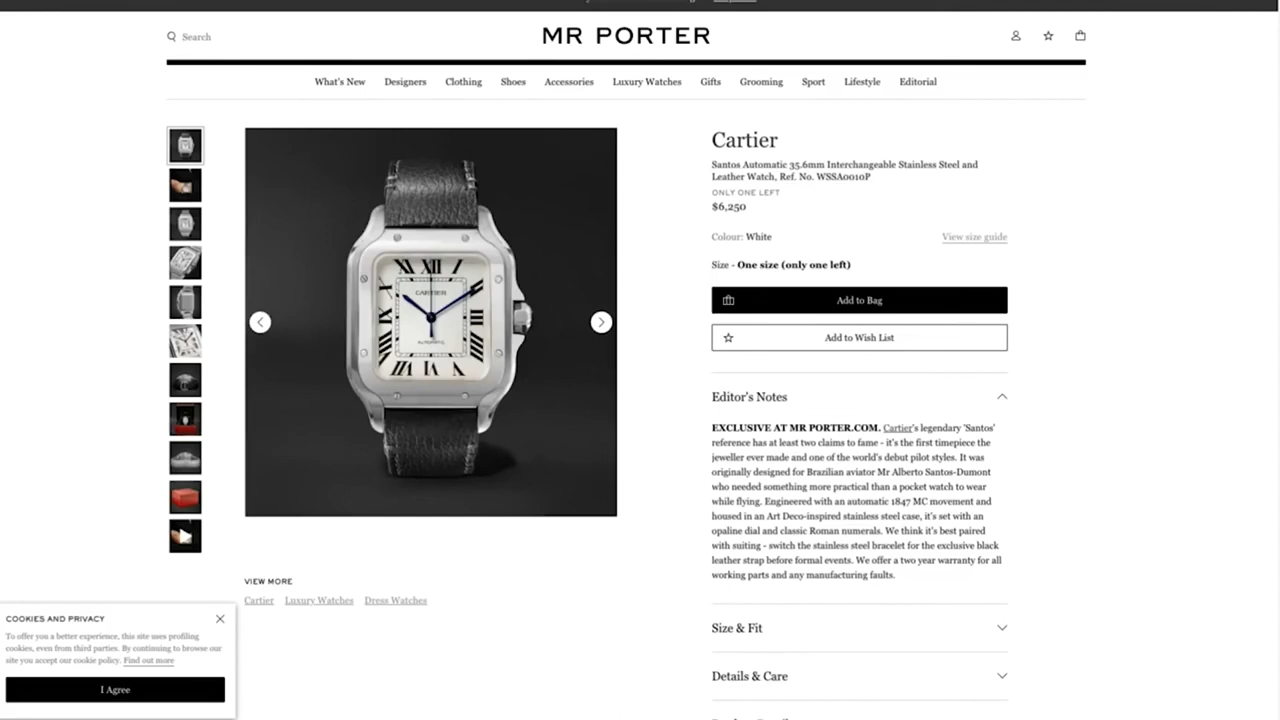 Search
MR PORTER
What's New Designers Clothing Shoes Accessories Luxury Watches Gifts Grooming Sport Lifestyle Editorial
Cartier
Santos Automatic 35.6mm Interchangeable Stainless Steel and
Leather Watch, Ref. No. WSSA0010P
ONLY ONE LEFT
$6,250
Colour: White
View size guide
Size - One size (only one left)
Add to Bag
Add to Wish List
CARTIER
AUTOMATIC
Editor's Notes
EXCLUSIVE AT MR PORTER.COM. Cartier's legendary 'Santos'
reference has at least two claims to fame - it's the first timepiece the
jeweller ever made and one of the world's debut pilot styles. It was
originally designed for Brazilian aviator Mr Alberto Santos-Dumont
who needed something more practical than a pocket watch to wear
while flying. Engineered with an automatic 1847 MC movement and
housed in an Art Deco-inspired stainless steel case, it's set with an
opaline dial and classic Roman numerals. We think it's best paired
with suiting - switch the stainless steel bracelet for the exclusive black
leather strap before formal events. We offer a two year warranty for all
working parts and any manufacturing faults.
VIEW MORE
Cartier Luxury Watches Dress Watches
Size & Fit
Details & Care
COOKIES AND PRIVACY
To offer you a better experience, this site uses profiling
cookies, even from third parties. By continuing to browse our
site you accept our cookie policy. Find out more
I Agree